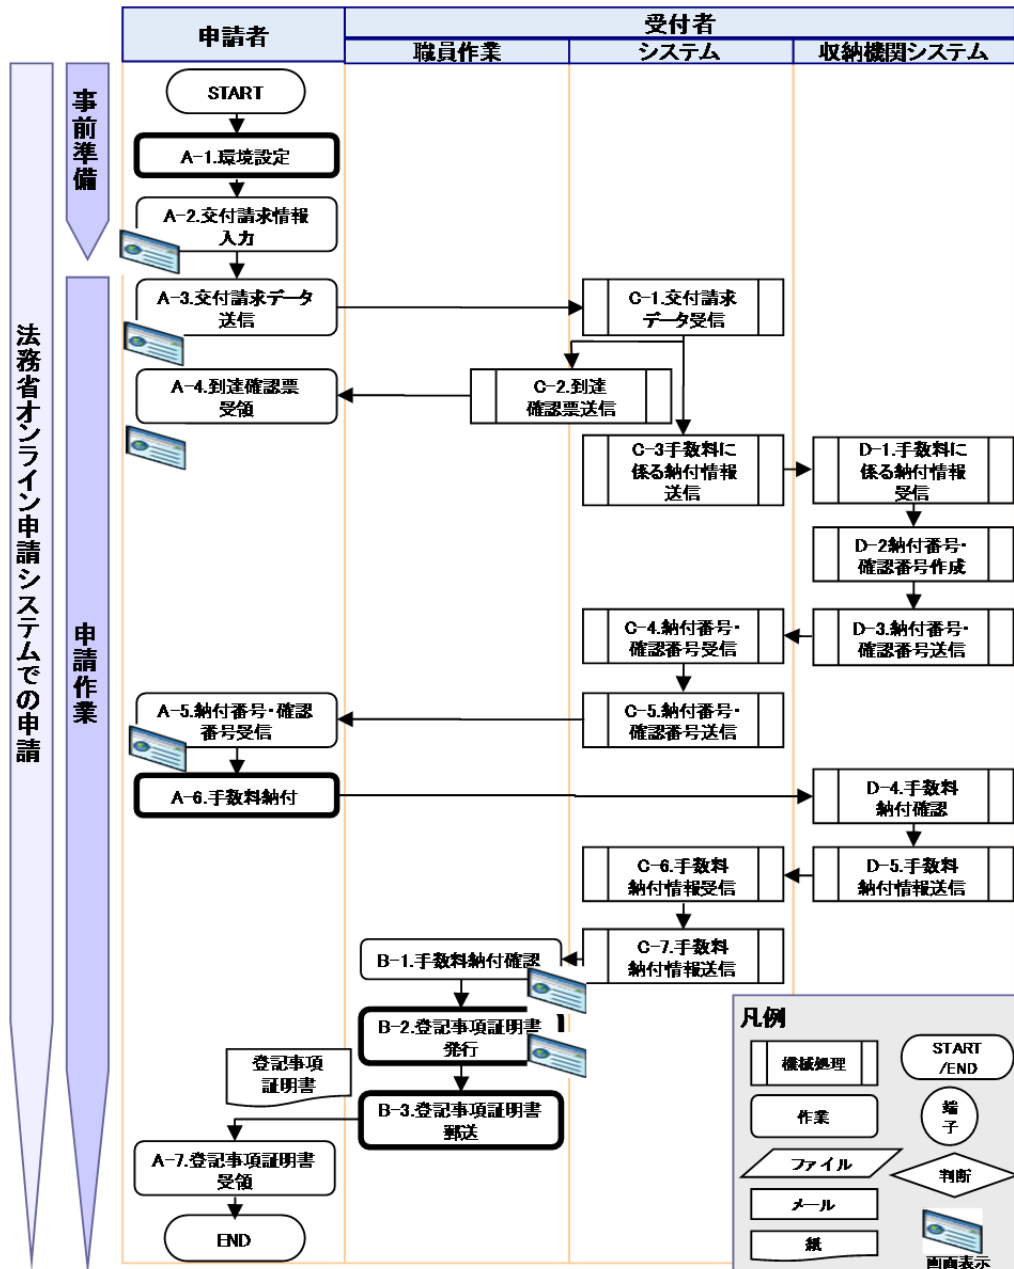 申請者
受付者
職員作業
システム
収納機関システム
法務省オンライン申請システムでの申請
事前準備
申請作業
START
A-1.環境設定
A-2.交付請求情報
入力
A-3.交付請求データ
送信
C-1.交付請求
データ受信
A-4.到達確認票
受領
C-2.到達
確認票送信
C-3手数料に
係る納付情報
送信
D-1.手数料に
係る納付情報
受信
D-2納付番号・
確認番号作成
C-4.納付番号・
確認番号受信
D-3.納付番号・
確認番号送信
A-5.納付番号・確認
番号受信
C-5.納付番号・
確認番号送信
A-6.手数料納付
D-4.手数料
納付確認
C-6.手数料
納付情報受信
D-5.手数料
納付情報送信
B-1.手数料納付確認
C-7.手数料
納付情報送信
B-2.登記事項証明書
発行
登記事項
証明書
B-3.登記事項証明書
郵送
A-7.登記事項証明書
受領
END
凡例
機械処理
START
/END
作業
端
子
ファイル
判断
メール
紙
画面表示